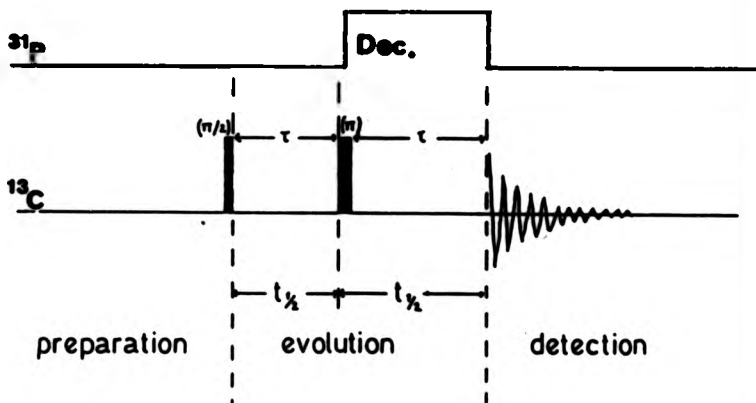 31P
Dec.
(π/2) τ (π) τ
13C
t½ t½
preparation evolution detection